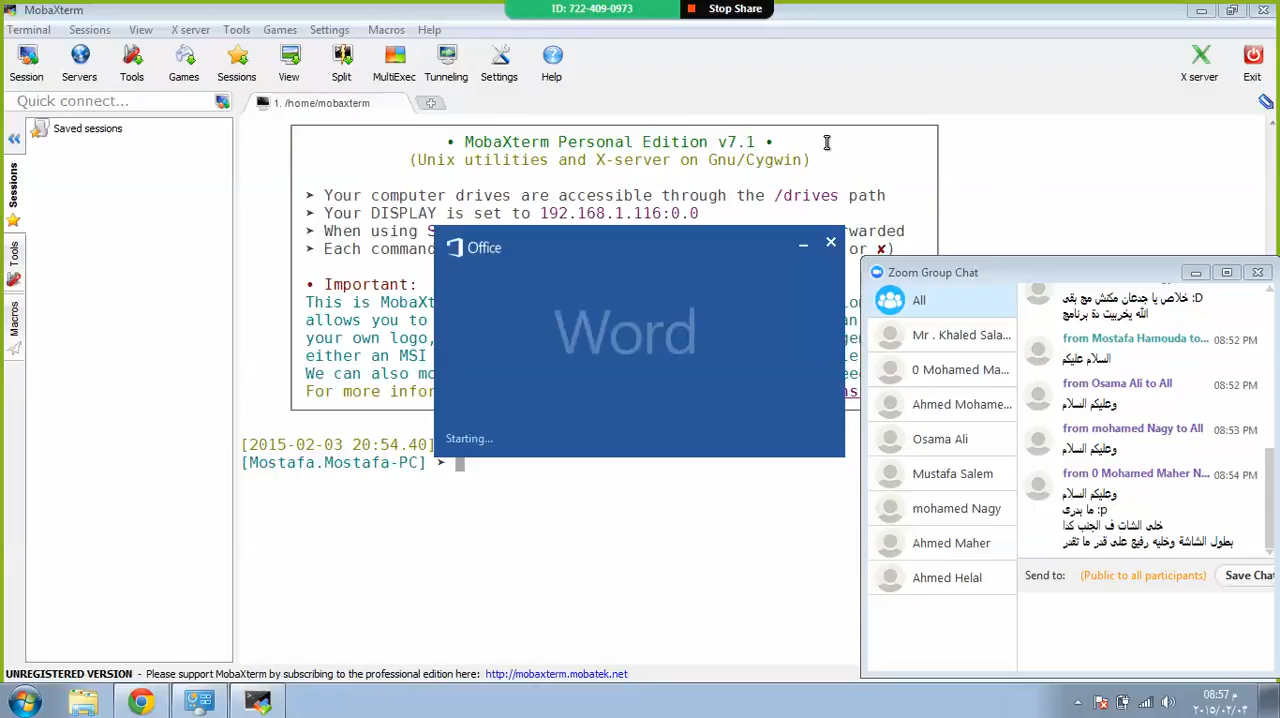 MobaXterm
ID: 722-409-0973
Stop Share
Terminal Sessions View X server Tools Games Settings Macros Help
Session Servers Tools Games Sessions View Split MultiExec Tunneling Settings Help X server Exit
Quick connect...
1. /home/mobaxterm
Saved sessions
Sessions
Tools
Macros
• MobaXterm Personal Edition v7.1 •
(Unix utilities and X-server on Gnu/Cygwin)
➤ Your computer drives are accessible through the /drives path
➤ Your DISPLAY is set to 192.168.1.116:0.0
➤ When using
➤ Each comman
or ✘)
• Important:
This is MobaXt
allows you to
your own logo,
either an MSI
We can also mo
For more infor
[2015-02-03 20:54.40]
[Mostafa.Mostafa-PC] ➤
Office
Word
Starting...
Zoom Group Chat
All
Mr . Khaled Sala...
0 Mohamed Ma...
Ahmed Mohame...
Osama Ali
Mustafa Salem
mohamed Nagy
Ahmed Maher
Ahmed Helal
خلاص يا جدعان مكنش مج بقى :D
الله يخربيت دة برنامج
from Mostafa Hamouda to... 08:52 PM
السلام عليكم
from Osama Ali to All 08:52 PM
وعليكم السلام
from mohamed Nagy to All 08:53 PM
وعليكم السلام
from 0 Mohamed Maher N... 08:54 PM
وعليكم السلام
ما بدرى :p
خلى الشات ف الجنب كدا
بطول الشاشة وخليه رفيع على قدر ما تقدر
Send to: (Public to all participants) Save Chat
UNREGISTERED VERSION - Please support MobaXterm by subscribing to the professional edition here: http://mobaxterm.mobatek.net
08:57 م
٢٠١٥/٠٢/٠٣